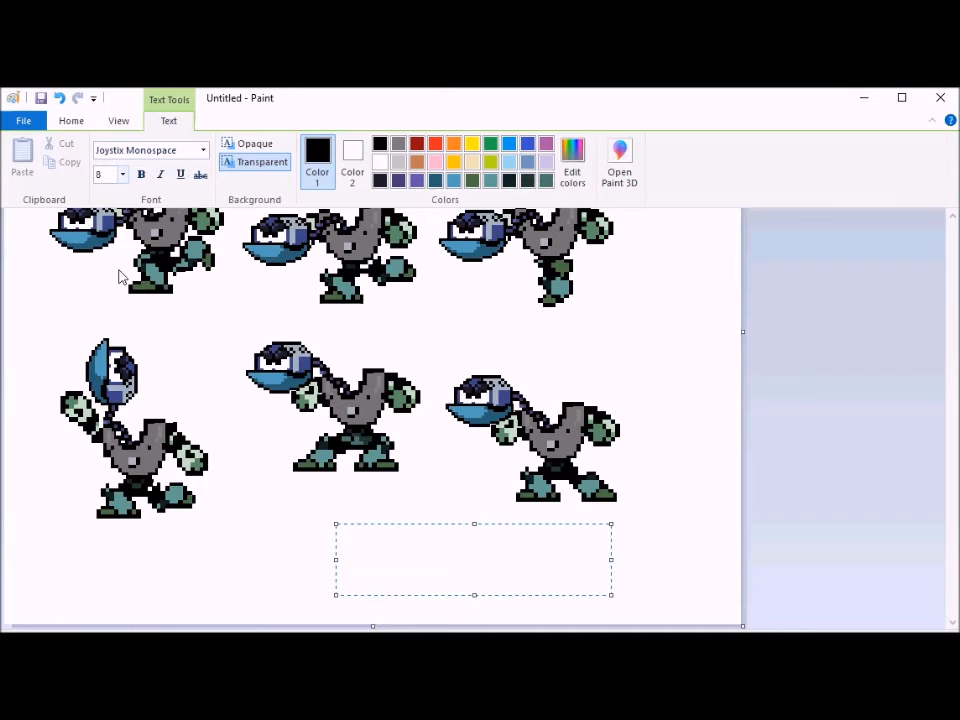 Text Tools
Untitled - Paint
File
Home
View
Text
Paste
Cut
Copy
Clipboard
Joystix Monospace
8
B
I
U
abc
Font
Opaque
Transparent
Background
Color
1
Color
2
Edit
colors
Colors
Open
Paint 3D